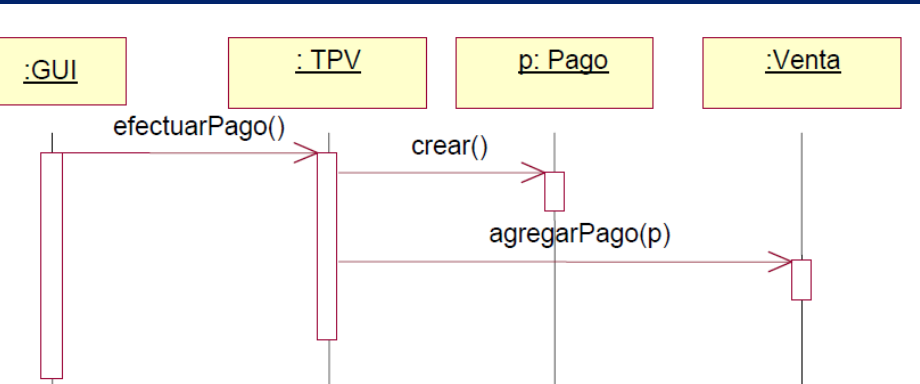 :GUI
: TPV
p: Pago
:Venta
efectuarPago()
crear()
agregarPago(p)